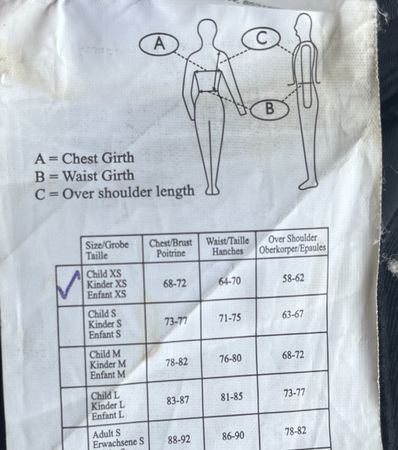 A
C
B
A = Chest Girth
B = Waist Girth
C = Over shoulder length
Size/Grobe Chest/Brust Waist/Taille Over Shoulder
Taille Poitrine Hanches Oberkorper/Epaules
Child XS
Kinder XS 68-72 64-70 58-62
Enfant XS
Child S
Kinder S 73-77 71-75 63-67
Enfant S
Child M
Kinder M 78-82 76-80 68-72
Enfant M
Child L
Kinder L 83-87 81-85 73-77
Enfant L
Adult S
Erwachsene S 88-92 86-90 78-82